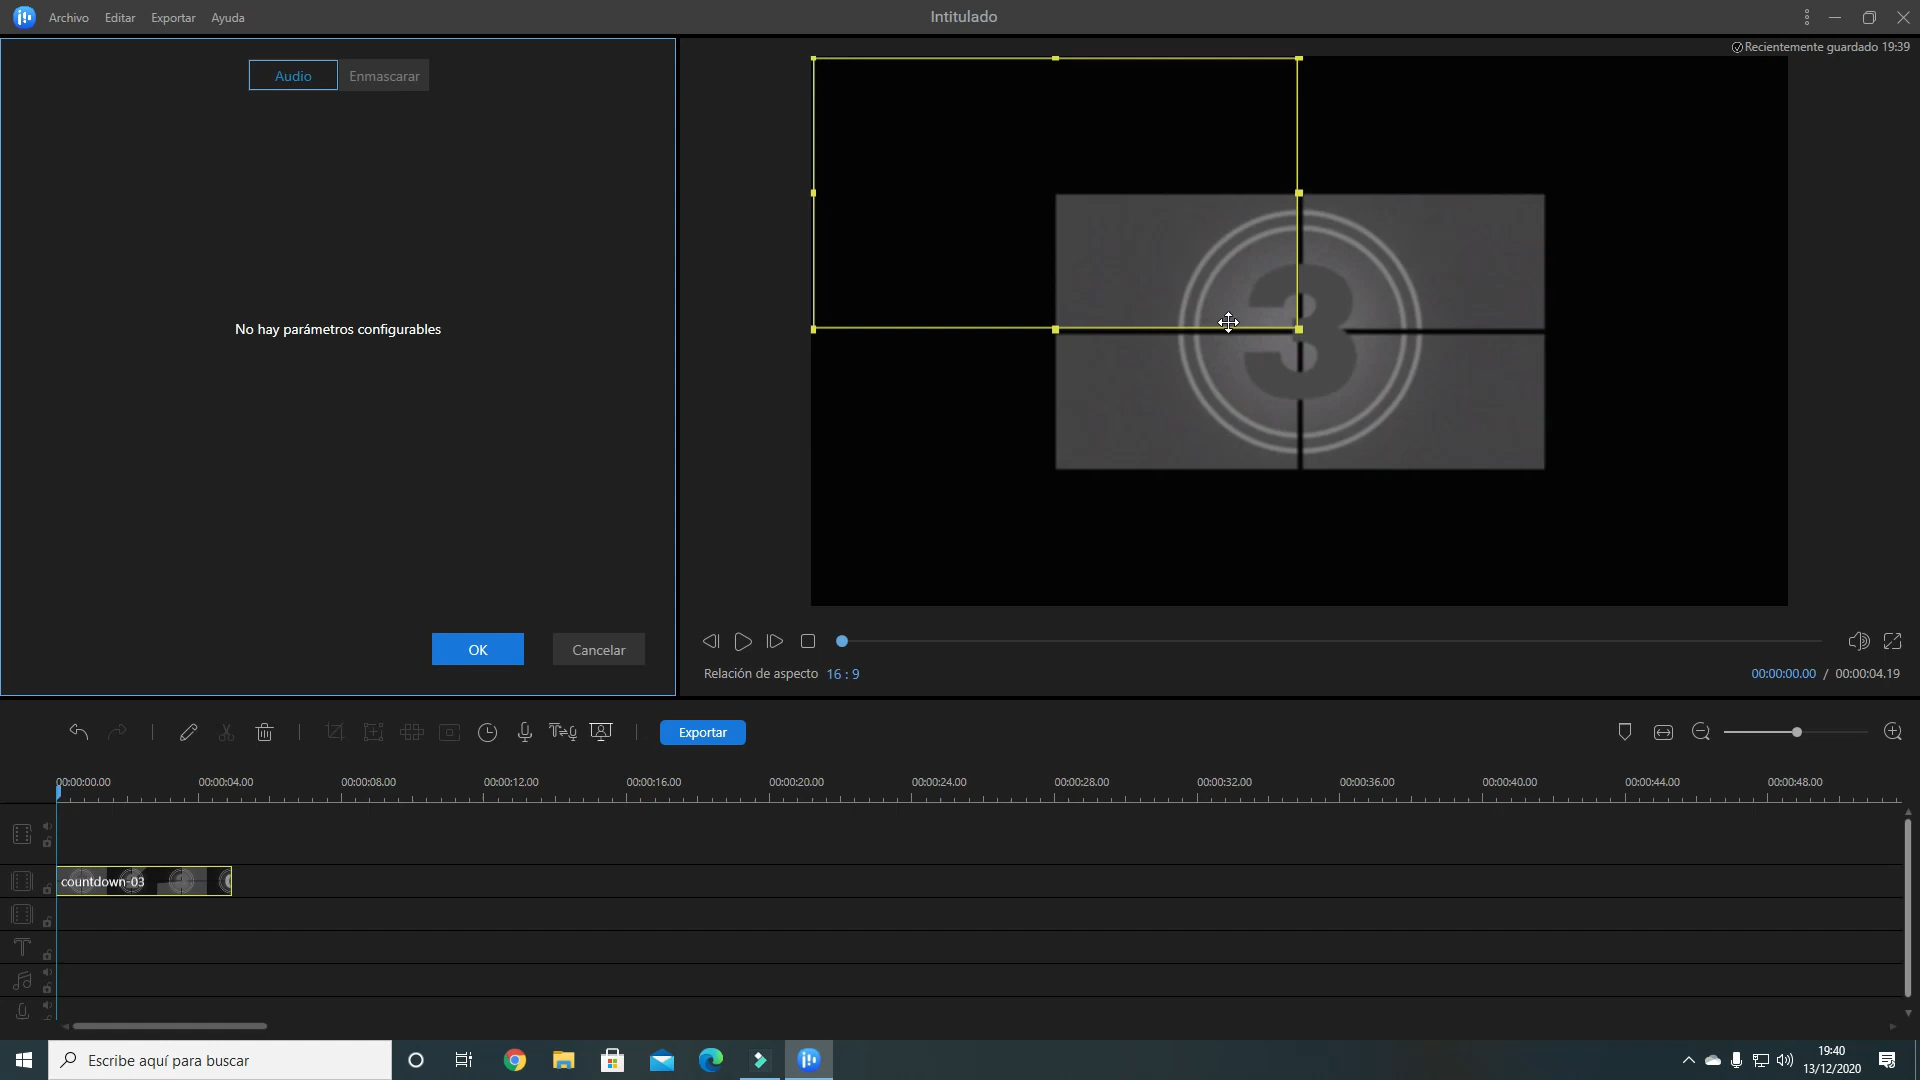 Archivo Editar Exportar Ayuda
Intitulado
Recientemente guardado 19:39
Audio Enmascarar
No hay parámetros configurables
3
OK Cancelar
Relación de aspecto 16 : 9
00:00:00.00 / 00:00:04.19
Exportar
00:00:00.00 00:00:04.00 00:00:08.00 00:00:12.00 00:00:16.00 00:00:20.00 00:00:24.00 00:00:28.00 00:00:32.00 00:00:36.00 00:00:40.00 00:00:44.00 00:00:48.00
countdown-03
Escribe aquí para buscar
19:40
13/12/2020